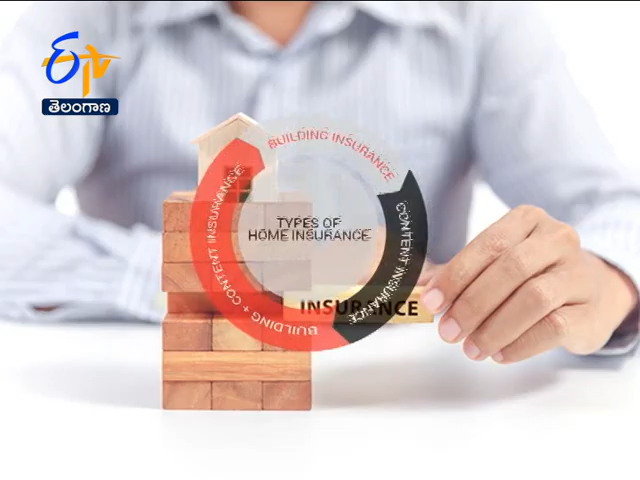 ETV
తెలంగాణ
BUILDING INSURANCE
CONTENT INSURANCE
BUILDING + CONTENT INSURANCE
TYPES OF
HOME INSURANCE
INSURANCE